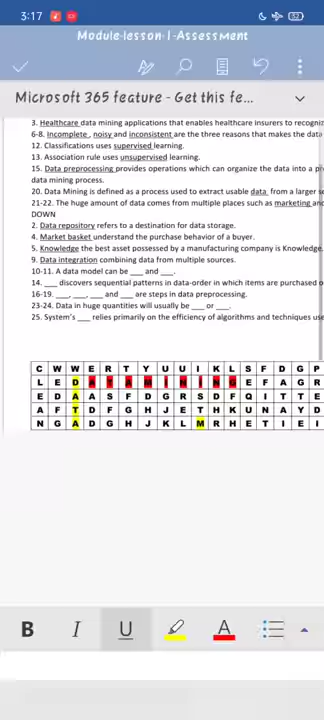 3:17
Module-lesson-1-Assessment
Microsoft 365 feature - Get this fe...
3. Healthcare data mining applications that enables healthcare insurers to recogniz
6-8. Incomplete, noisy and inconsistent are the three reasons that makes the data
12. Classifications uses supervised learning.
13. Association rule uses unsupervised learning.
15. Data preprocessing provides operations which can organize the data into a
data mining process.
20. Data Mining is defined as a process used to extract usable data from a larger
21-22. The huge amount of data comes from multiple places such as marketing and
DOWN
2. Data repository refers to a destination for data storage.
4. Market basket understand the purchase behavior of a buyer.
5. Knowledge the best asset possessed by a manufacturing company is Knowledge.
9. Data integration combining data from multiple sources.
10-11. A data model can be ___ and ___.
14. ___ discovers sequential patterns in data-order in which items are purchased
16-19. ___, ___, ___ and ___ are steps in data preprocessing.
23-24. Data in huge quantities will usually be ___ or ___.
25. System's ___ relies primarily on the efficiency of algorithms and techniques use
C W W E R T Y U U I K L S F D G P
L E D A T A M I N I N G E F A G R
E D A A S F D G R S D F Q I T T E
A F T D F G H J E T H K U N A Y D
N G A D G H J K L M R H E T I E I
B I U A